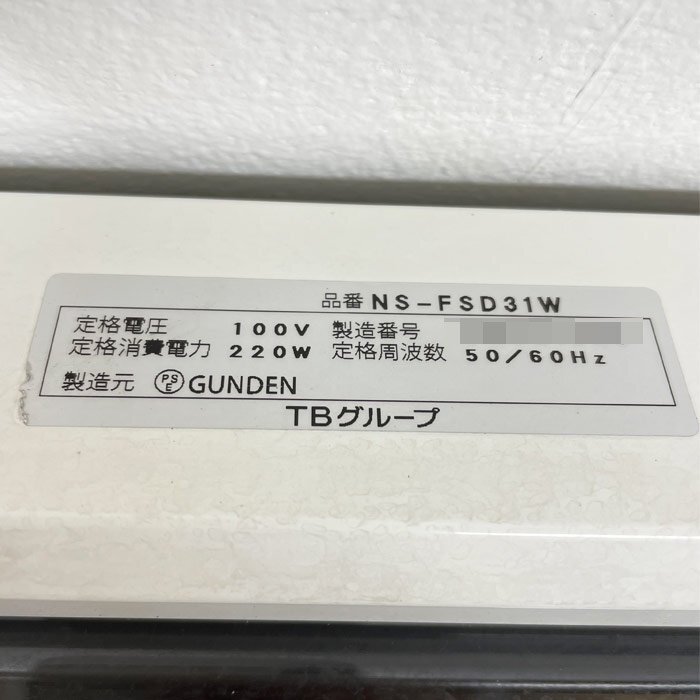 品番 NS-FSD31W
定格電圧 100V 製造番号
定格消費電力 220W 定格周波数 50/60Hz
製造元 PSE GUNDEN
TBグループ